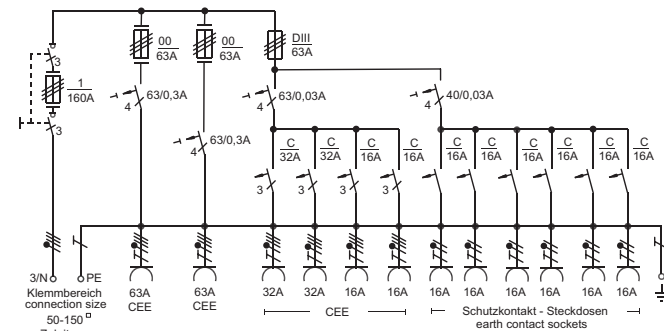 00
63A
00
63A
DIII
63A
3
1
160A
3
63/0,3A
4
63/0,3A
4
63/0,03A
4
40/0,03A
4
C
32A
C
32A
C
16A
C
16A
C
16A
C
16A
C
16A
C
16A
C
16A
C
16A
3
3
3
3
3/N
PE
63A
CEE
63A
CEE
32A
32A
16A
16A
16A
16A
16A
16A
16A
16A
CEE
Klemmbereich
connection size
50-150
Schutzkontakt - Steckdosen
earth contact sockets